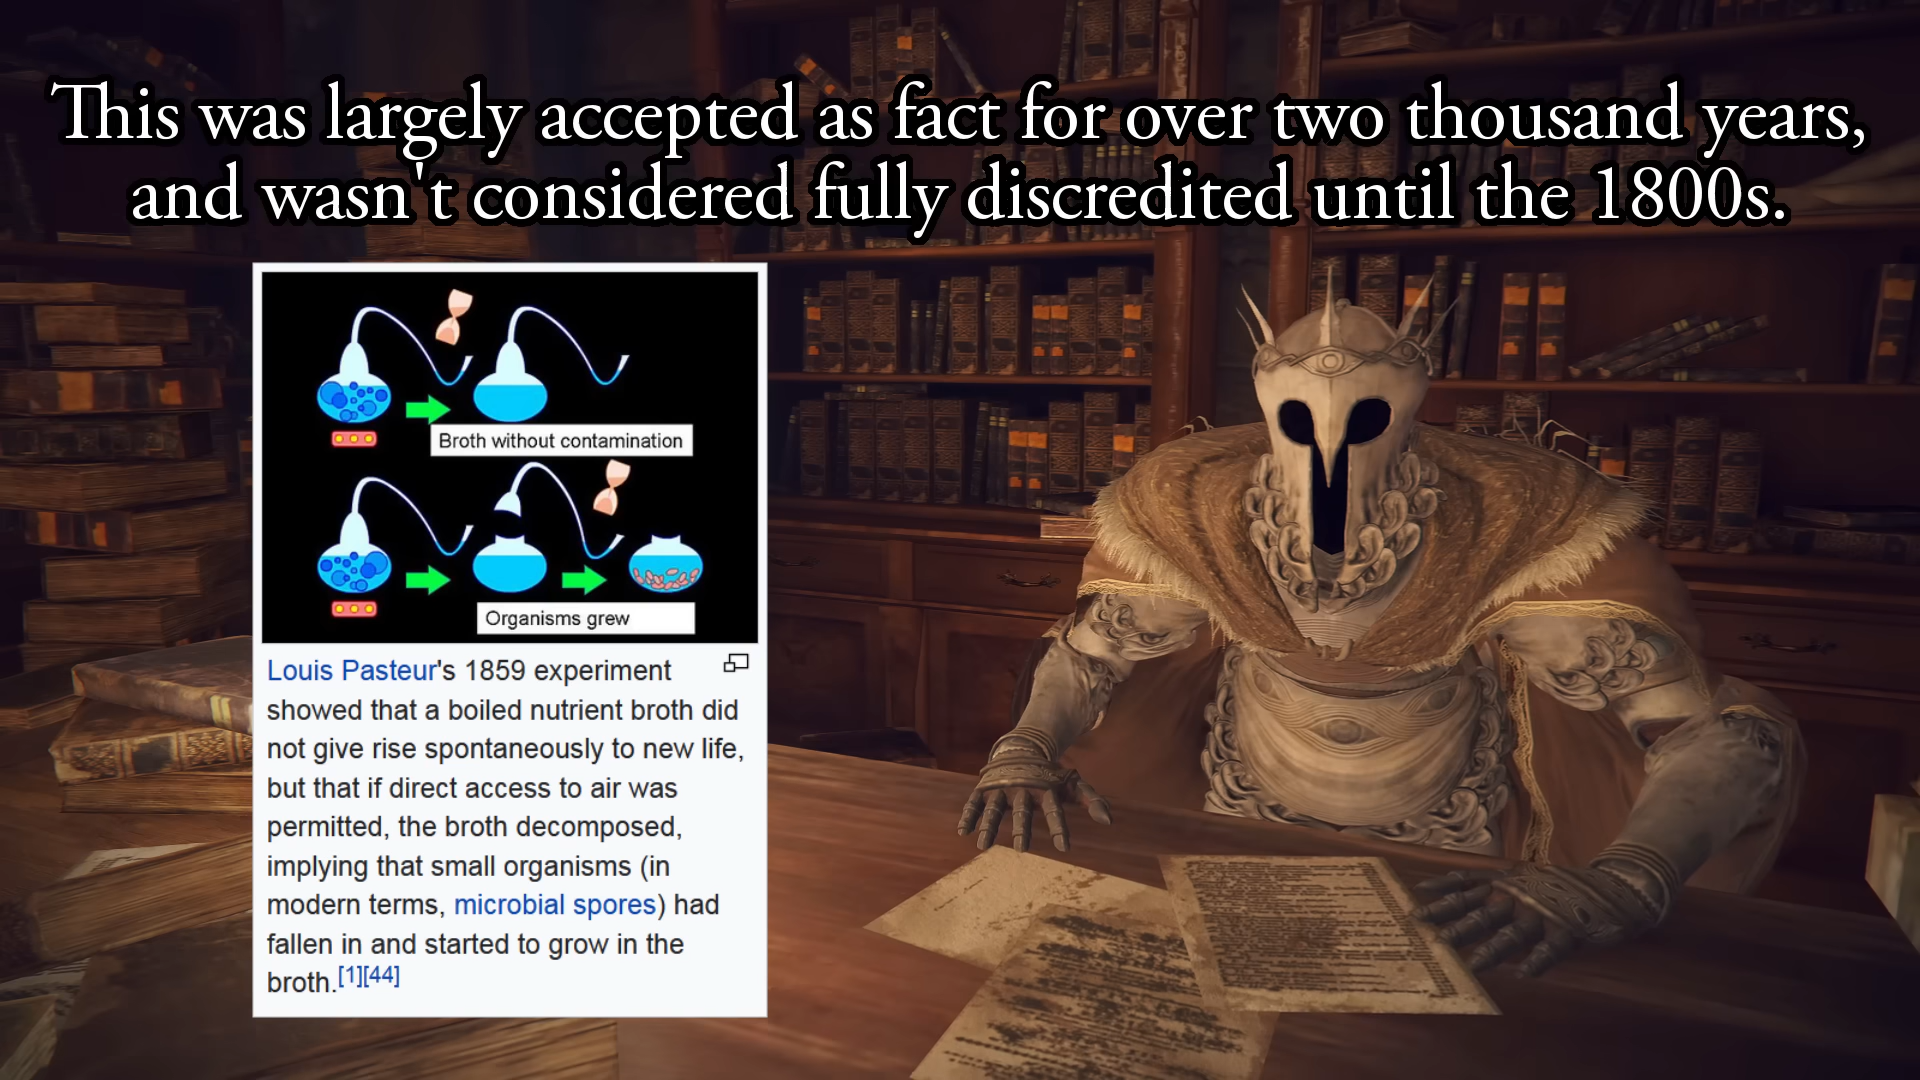 This was largely accepted as fact for over two thousand years,
and wasn't considered fully discredited until the 1800s.
Broth without contamination
Organisms grew
Louis Pasteur's 1859 experiment
showed that a boiled nutrient broth did
not give rise spontaneously to new life,
but that if direct access to air was
permitted, the broth decomposed,
implying that small organisms (in
modern terms, microbial spores) had
fallen in and started to grow in the
broth.[1][44]